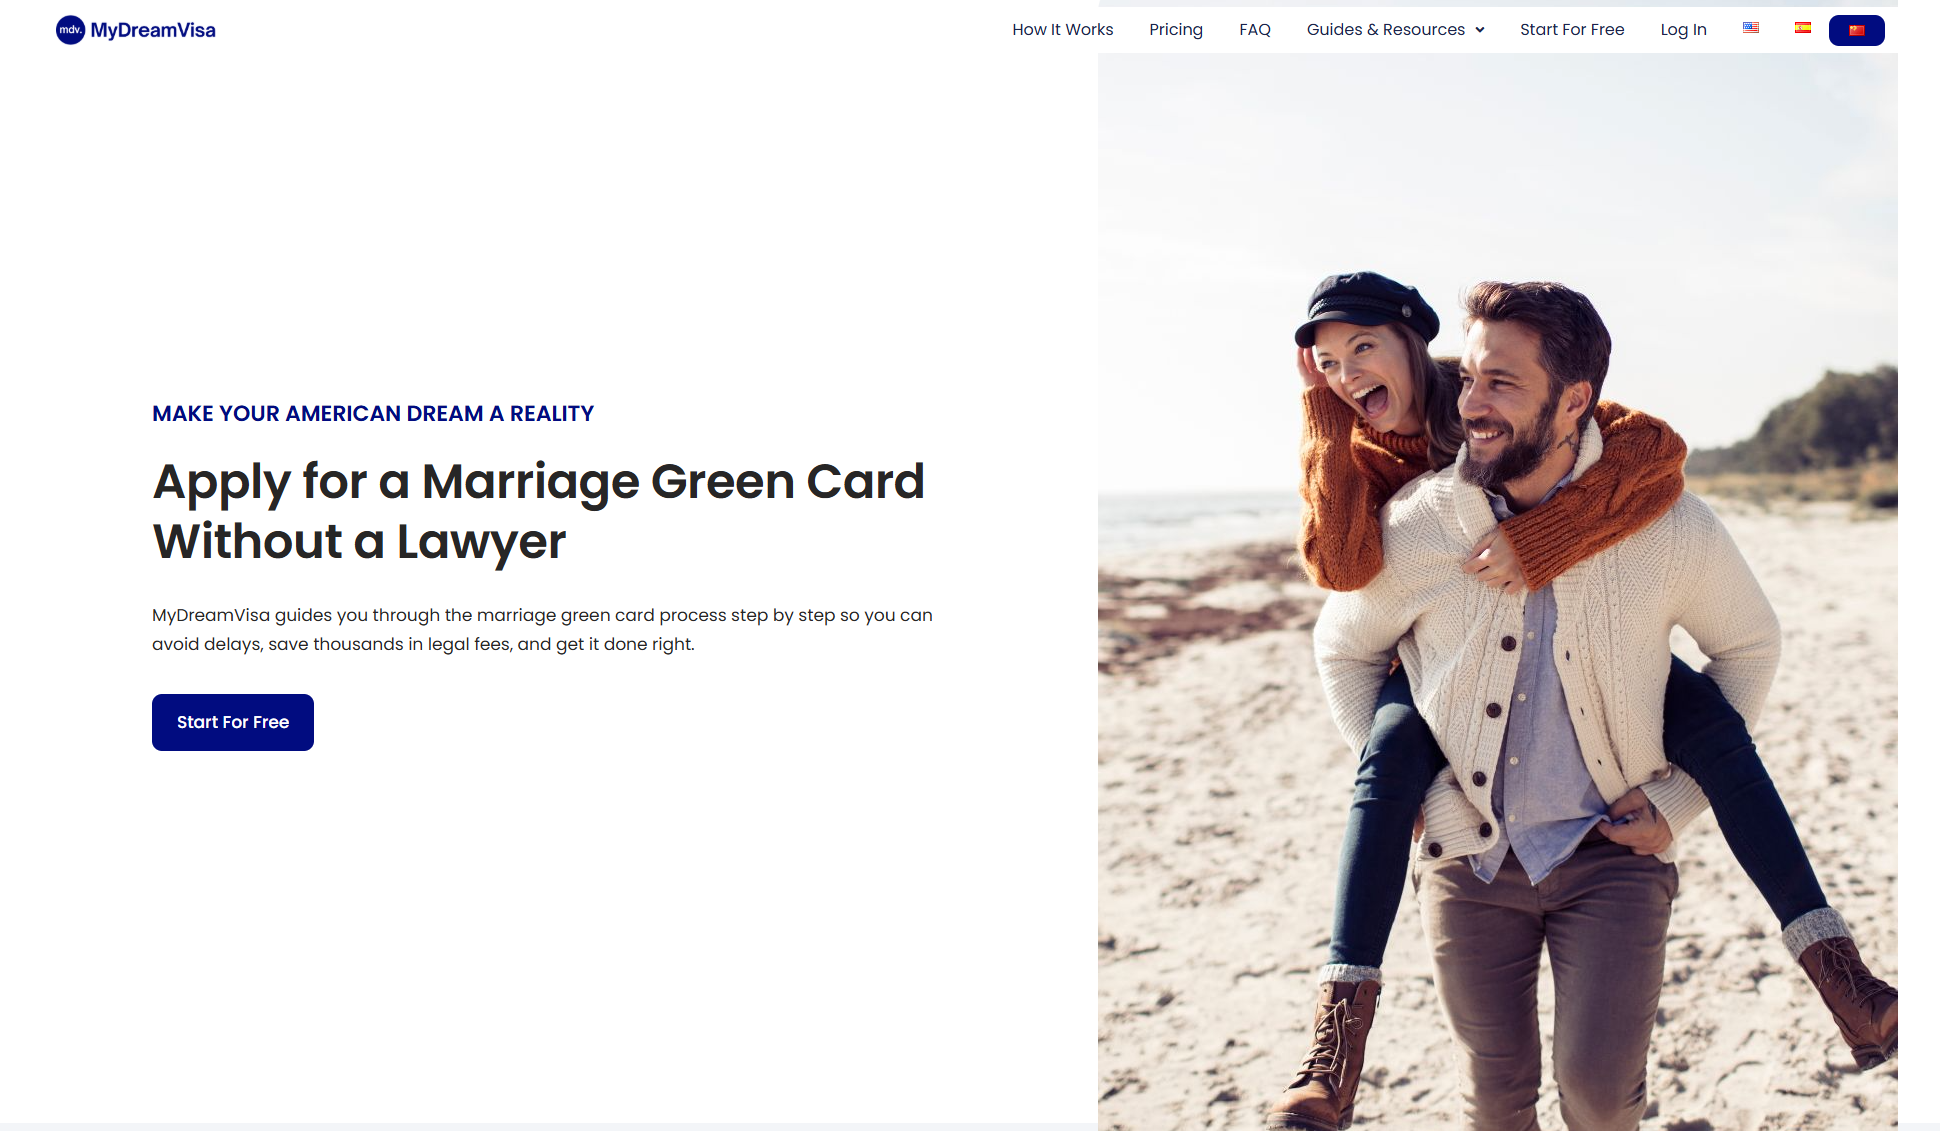 mdv. MyDreamVisa
How It Works
Pricing
FAQ
Guides & Resources
Start For Free
Log In
MAKE YOUR AMERICAN DREAM A REALITY
Apply for a Marriage Green Card
Without a Lawyer
MyDreamVisa guides you through the marriage green card process step by step so you can
avoid delays, save thousands in legal fees, and get it done right.
Start For Free